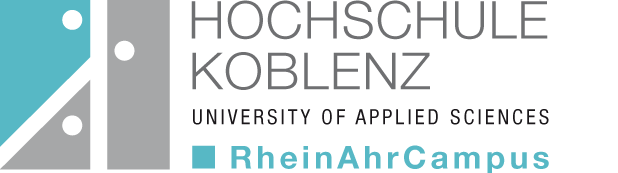 HOCHSCHULE
KOBLENZ
UNIVERSITY OF APPLIED SCIENCES
RheinAhrCampus